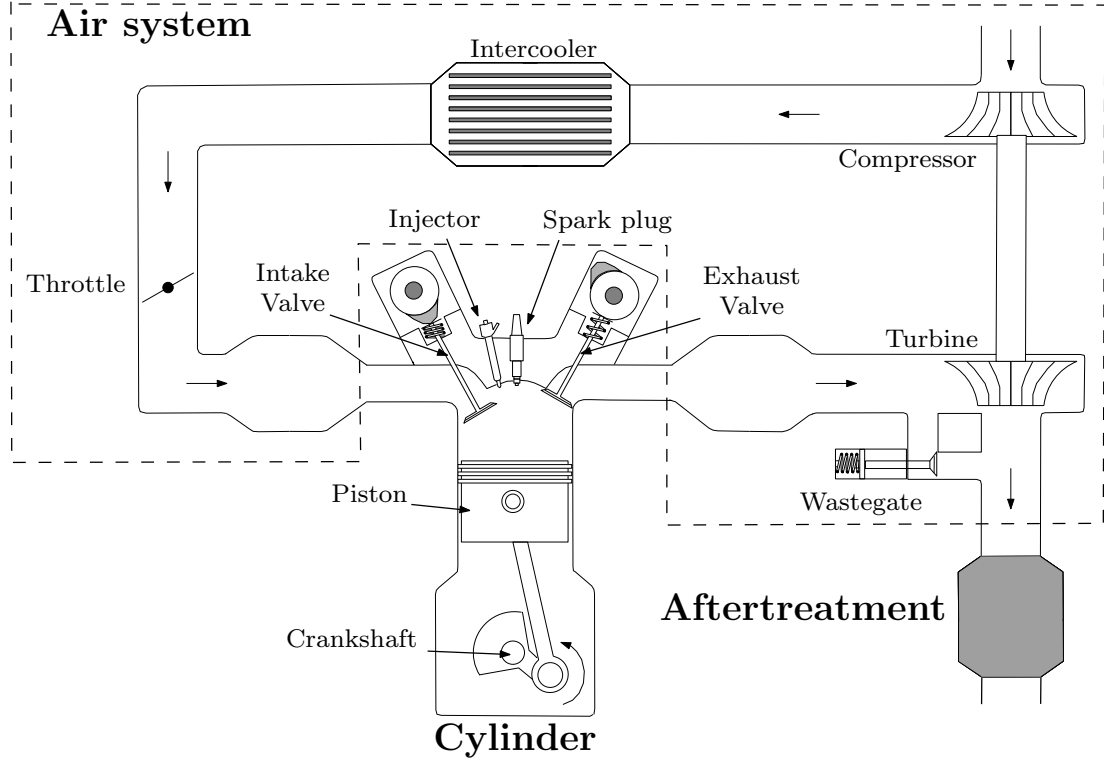 Air system
Intercooler
Compressor
Injector
Spark plug
Throttle
Intake
Valve
Exhaust
Valve
Turbine
Piston
Wastegate
Aftertreatment
Crankshaft
Cylinder